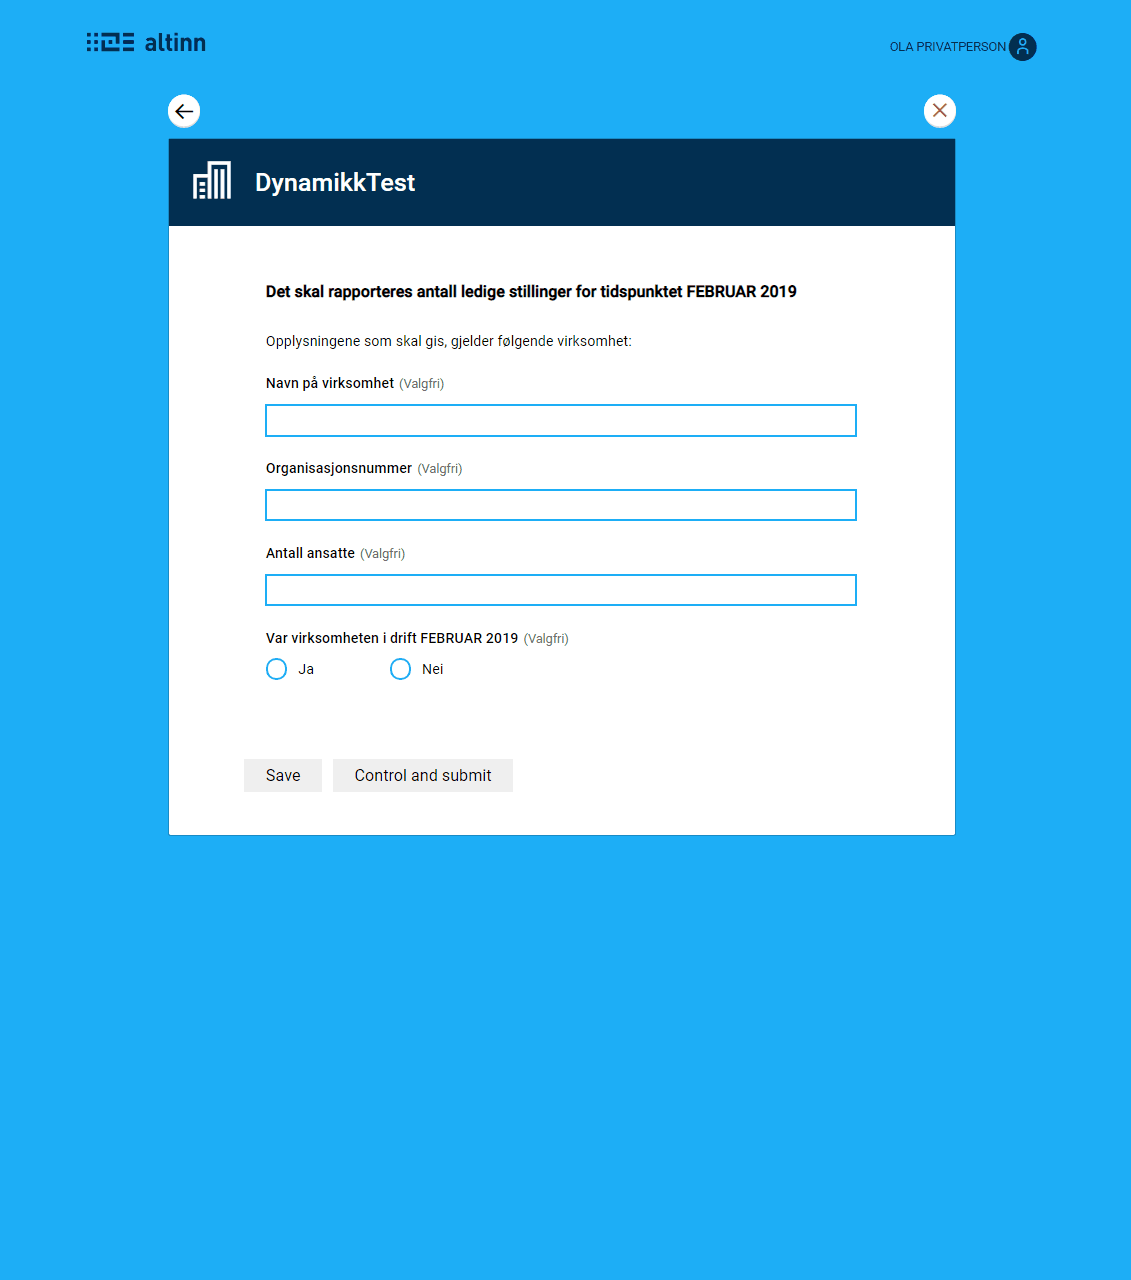 altinn
OLA PRIVATPERSON
DynamikkTest
Det skal rapporteres antall ledige stillinger for tidspunktet FEBRUAR 2019
Opplysningene som skal gis, gjelder følgende virksomhet:
Navn på virksomhet (Valgfri)
Organisasjonsnummer (Valgfri)
Antall ansatte (Valgfri)
Var virksomheten i drift FEBRUAR 2019 (Valgfri)
Ja Nei
Save Control and submit